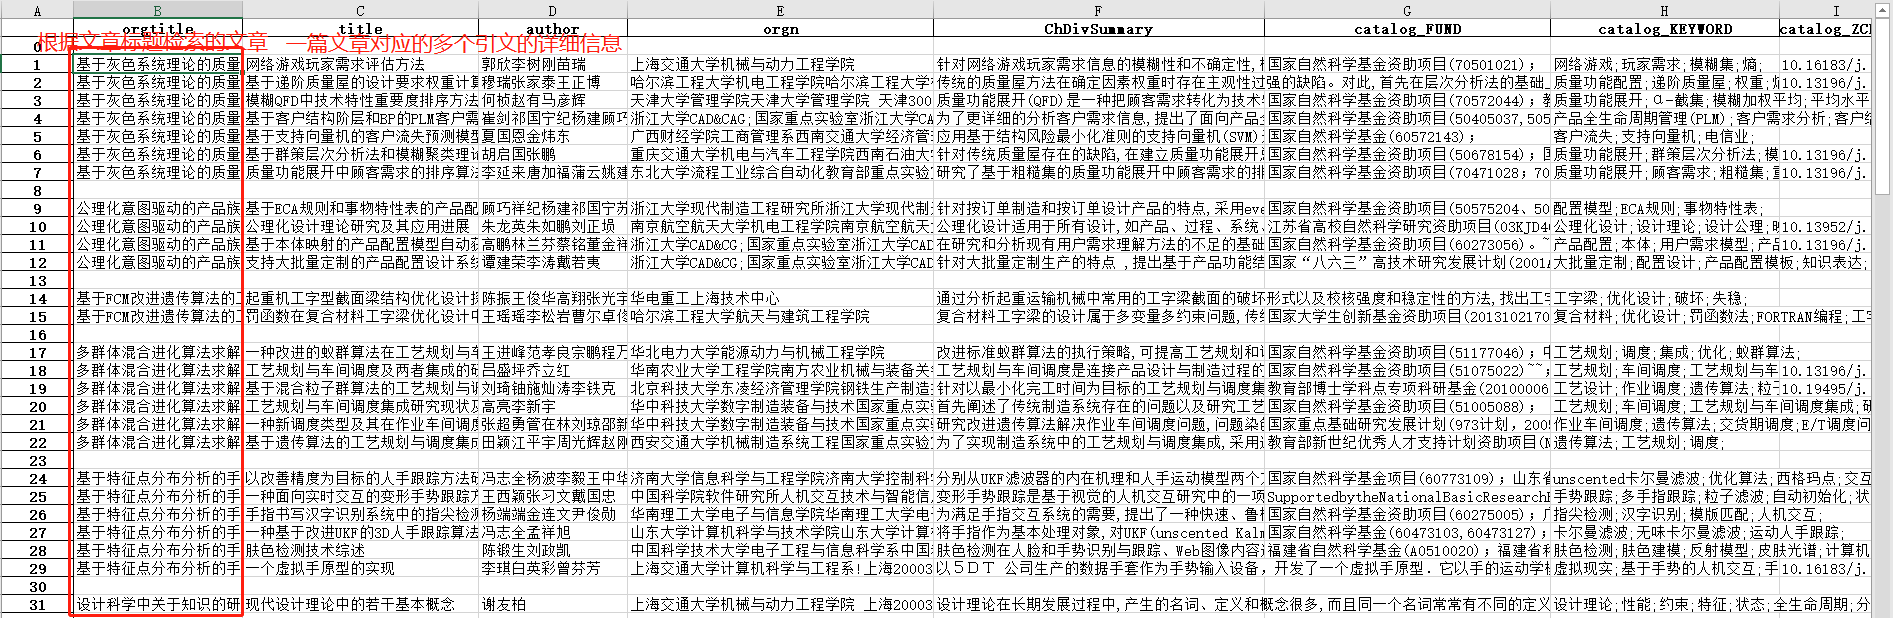 A B C D E F G H I
orgtitle title author orgn ChDivSummary catalog_FUND catalog_KEYWORD catalog_ZC
根据文章标题检索的文章 一篇文章对应的多个引文的详细信息
0
1 基于灰色系统理论的质量 网络游戏玩家需求评估方法 郭欣李树刚苗瑞 上海交通大学机械与动力工程学院 针对网络游戏玩家需求信息的模糊性和不确定性, 国家自然科学基金资助项目(70501021); 网络游戏;玩家需求;模糊集;熵; 10.16183/j.
2 基于灰色系统理论的质量 基于递阶质量屋的设计要求权重计算 穆瑞张家泰王正博 哈尔滨工程大学机电工程学院哈尔滨工程大学 传统的质量屋方法在确定因素权重时存在主观性过强的缺陷。对此,首先在层次分析法的基础 质量功能配置;递阶质量屋;权重; 10.13196/j.
3 基于灰色系统理论的质量 模糊QFD中技术特性重要度排序方法 何桢赵有马彦辉 天津大学管理学院天津大学管理学院 天津300 质量功能展开(QFD)是一种把顾客需求转化为技术 国家自然科学基金资助项目(70572044); 质量功能展开;α-截集;模糊加权平均;平均水平
4 基于灰色系统理论的质量 基于客户结构阶层和BP的PLM客户需 崔剑祁国宁纪杨建顾巧 浙江大学CAD&CAG;国家重点实验室浙江大学 为了更详细的分析客户需求信息,提出了面向产品全 国家自然科学基金资助项目(50405037,505 产品全生命周期管理(PLM);客户需求分析;客户结
5 基于灰色系统理论的质量 基于支持向量机的客户流失预测模型 夏国恩金炜东 广西财经学院工商管理系西南交通大学经济管 应用基于结构风险最小化准则的支持向量机(SVM) 国家自然科学基金(60572143); 客户流失;支持向量机;电信业;
6 基于灰色系统理论的质量 基于群策层次分析法和模糊聚类理论 胡启国张鹏 重庆交通大学机电与汽车工程学院西南石油大 针对传统质量屋存在的缺陷,在建立质量功能展开 国家自然科学基金资助项目(50678154); 质量功能展开;群策层次分析法;模 10.13196/j.
7 基于灰色系统理论的质量 质量功能展开中顾客需求的排序算法 李延来唐加福蒲云姚建 东北大学流程工业综合自动化教育部重点实验 研究了基于粗糙集的质量功能展开中顾客需求的排 国家自然科学基金资助项目(70471028;70 质量功能展开;顾客需求;粗糙集; 10.13196/j.
8
9 公理化意图驱动的产品族 基于ECA规则和事物特性表的产品配 顾巧祥纪杨建祁国宁苏 浙江大学现代制造工程研究所浙江大学现代制 针对按订单制造和按订单设计产品的特点,采用eve 国家自然科学基金资助项目(50575204、50 配置模型;ECA规则;事物特性表;
10 公理化意图驱动的产品族 公理化设计理论研究及其应用进展 朱龙英朱如鹏刘正埙 南京航空航天大学机电学院南京航空航天大学 公理化设计适用于所有设计,如产品、过程、系统、 江苏省高校自然科学研究资助项目(03KJD46 公理化设计;设计理论;设计公理; 10.13952/j.
11 公理化意图驱动的产品族 基于本体映射的产品配置模型自动获 高鹏林兰芬蔡铭董金祥 浙江大学CAD&CG;国家重点实验室浙江大学CAD 在研究和分析现有用户需求理解方法的不足的基础 国家自然科学基金资助项目(60273056)。~ 产品配置;本体;用户需求模型;产 10.13196/j.
12 公理化意图驱动的产品族 支持大批量定制的产品配置设计系统 谭建荣李涛戴若夷 浙江大学CAD&CG;国家重点实验室浙江大学CAD 针对大批量定制生产的特点 ,提出基于产品功能结 国家“八六三”高技术研究发展计划(2001A 大批量定制;配置设计;产品配置模板;知识表达;
13
14 基于FCM改进遗传算法的工 起重机工字型截面梁结构优化设计 陈振王俊华高翔张光宇 华电重工上海技术中心 通过分析起重运输机械中常用的工字梁截面的破坏形式以及校核强度和稳定性的方法,找出工 工字梁;优化设计;破坏;失稳;
15 基于FCM改进遗传算法的工 罚函数在复合材料工字梁优化设计中 王瑶瑶李松岩曹尔卓 哈尔滨工程大学航天与建筑工程学院 复合材料工字梁的设计属于多变量多约束问题,传统 国家大学生创新基金资助项目(2013102170 复合材料;优化设计;罚函数法;FORTRAN编程;工
16
17 多群体混合进化算法求解 一种改进的蚁群算法在工艺规划与车 王进峰范孝良宗鹏程万 华北电力大学能源动力与机械工程学院 改进标准蚁群算法的执行策略,可提高工艺规划和 国家自然科学基金资助项目(51177046); 工艺规划;调度;集成;优化;蚁群算法;
18 多群体混合进化算法求解 工艺规划与车间调度及两者集成的研 吕盛坪乔立红 华南农业大学工程学院南方农业机械与装备关 工艺规划与车间调度是连接产品设计与制造过程的 国家自然科学基金资助项目(51075022)~~; 工艺规划;车间调度;工艺规划与车 10.13196/j.
19 多群体混合进化算法求解 基于混合粒子群算法的工艺规划与 刘琦铀施灿涛李铁克 北京科技大学东凌经济管理学院钢铁生产制造 针对以最小化完工时间为目标的工艺规划与调度集 教育部博士学科点专项科研基金(20100006 工艺设计;作业调度;遗传算法;粒 10.19495/j.
20 多群体混合进化算法求解 工艺规划与车间调度集成研究现状及 高亮李新宇 华中科技大学数字制造装备与技术国家重点实 首先阐述了传统制造系统存在的问题以及研究工艺 国家自然科学基金资助项目(51005088); 工艺规划;车间调度;工艺规划与车间调度集成;研
21 多群体混合进化算法求解 一种新调度类型及其在作业车间调度 张超勇管在林刘琼邵新 华中科技大学数字制造装备与技术国家重点实 研究改进遗传算法解决作业车间调度问题,问题染 国家重点基础研究发展计划(973计划,2005 作业车间调度;遗传算法;交货期调度;E/T调度问
22 多群体混合进化算法求解 基于遗传算法的工艺规划与调度集成 田颖江平宇周光辉赵刚 西安交通大学机械制造系统工程国家重点实验 为了实现制造系统中的工艺规划与调度集成,采用 教育部新世纪优秀人才支持计划资助项目(N 遗传算法;工艺规划;调度;
23
24 基于特征点分布分析的手 以改善精度为目标的人手跟踪方法研 冯志全杨波李毅王中华 济南大学信息科学与工程学院济南大学控制科 分别从UKF滤波器的内在机理和人手运动模型两个 国家自然科学基金项目(60773109);山东省 unscented卡尔曼滤波;优化算法;西格玛点;交互
25 基于特征点分布分析的手 一种面向实时交互的变形手势跟踪方 王西颖张习文戴国忠 中国科学院软件研究所人机交互技术与智能信 变形手势跟踪是基于视觉的人机交互研究中的一项 SupportedbytheNationalBasicResearch 手势跟踪;多手指跟踪;粒子滤波;自动初始化;状
26 基于特征点分布分析的手 手指书写汉字识别系统中的指尖检测 杨端端金连文尹俊勋 华南理工大学电子与信息学院华南理工大学电 为满足手指交互系统的需要,提出了一种快速、鲁棒 国家自然科学基金资助项目(60275005); 指尖检测;汉字识别;模版匹配;人机交互;
27 基于特征点分布分析的手 一种基于改进UKF的3D人手跟踪算法 冯志全孟祥旭 山东大学计算机科学与技术学院山东大学计算 将手指作为基本处理对象,对UKF(unscented Kal 国家自然科学基金(60473103,60473127); 卡尔曼滤波;无味卡尔曼滤波;运动人手跟踪;
28 基于特征点分布分析的手 肤色检测技术综述 陈锻生刘政凯 中国科学技术大学电子工程与信息科学系中国 肤色检测在人脸和手势识别与跟踪、Web图像内容 福建省自然科学基金(A0510020);福建省 肤色检测;肤色建模;反射模型;皮肤光谱;计算机
29 基于特征点分布分析的手 一个虚拟手原型的实现 李琪白英彩曾芬芳 上海交通大学计算机科学与工程系!上海20003 以５ＤＴ 公司生产的数据手套作为手势输入设备，开发了一个虚拟手原型．它以手的运动学 虚拟现实;基于手势的人机交互;手 10.16183/j.
30
31 设计科学中关于知识的研 现代设计理论中的若干基本概念 谢友柏 上海交通大学机械与动力工程学院 上海20003 设计理论在长期发展过程中,产生的名词、定义和概念很多,而且同一个名词常常有不同的定义 设计理论;性能;约束;特征;状态;全生命周期;分